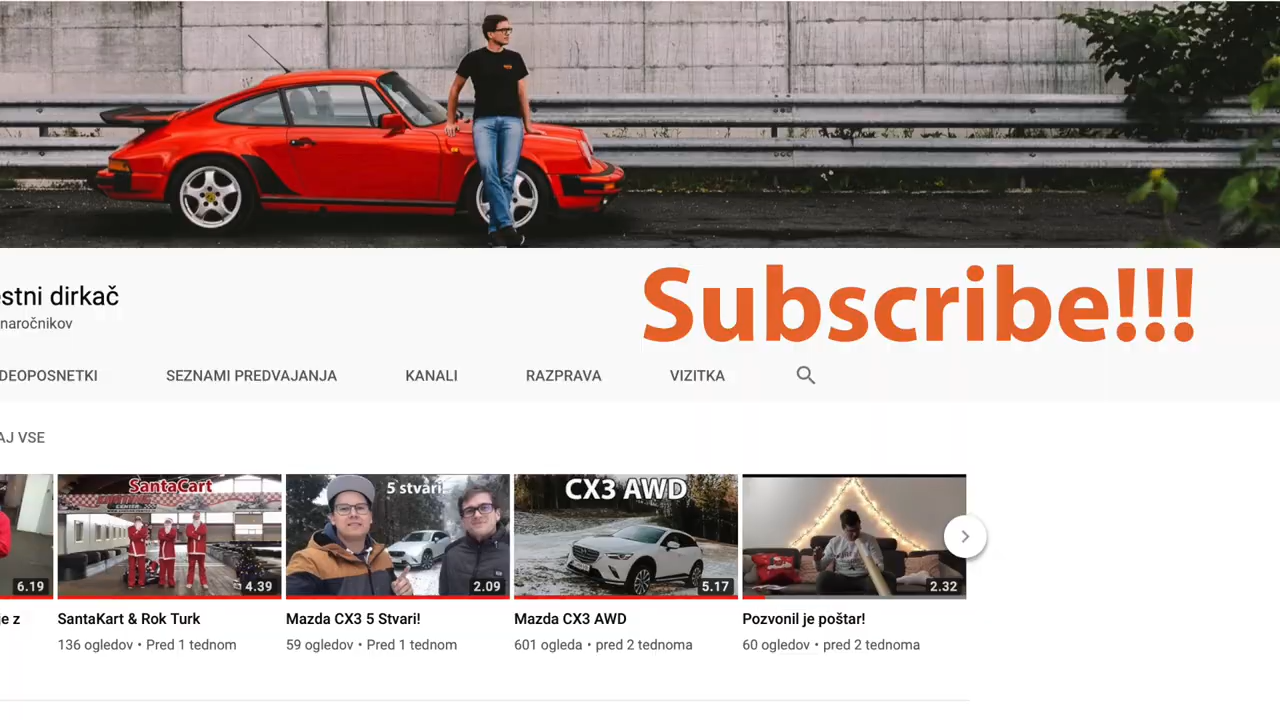 stni dirkač
Subscribe!!!
naročnikov
DEOPOSNETKI SEZNAMI PREDVAJANJA KANALI RAZPRAVA VIZITKA
AJ VSE
SantaCart
5 stvari
CX3 AWD
6.19 4.39 2.09 5.17 2.32
je z SantaKart & Rok Turk Mazda CX3 5 Stvari! Mazda CX3 AWD Pozvonil je poštar!
136 ogledov • Pred 1 tednom 59 ogledov • Pred 1 tednom 601 ogleda • pred 2 tednoma 60 ogledov • pred 2 tednoma